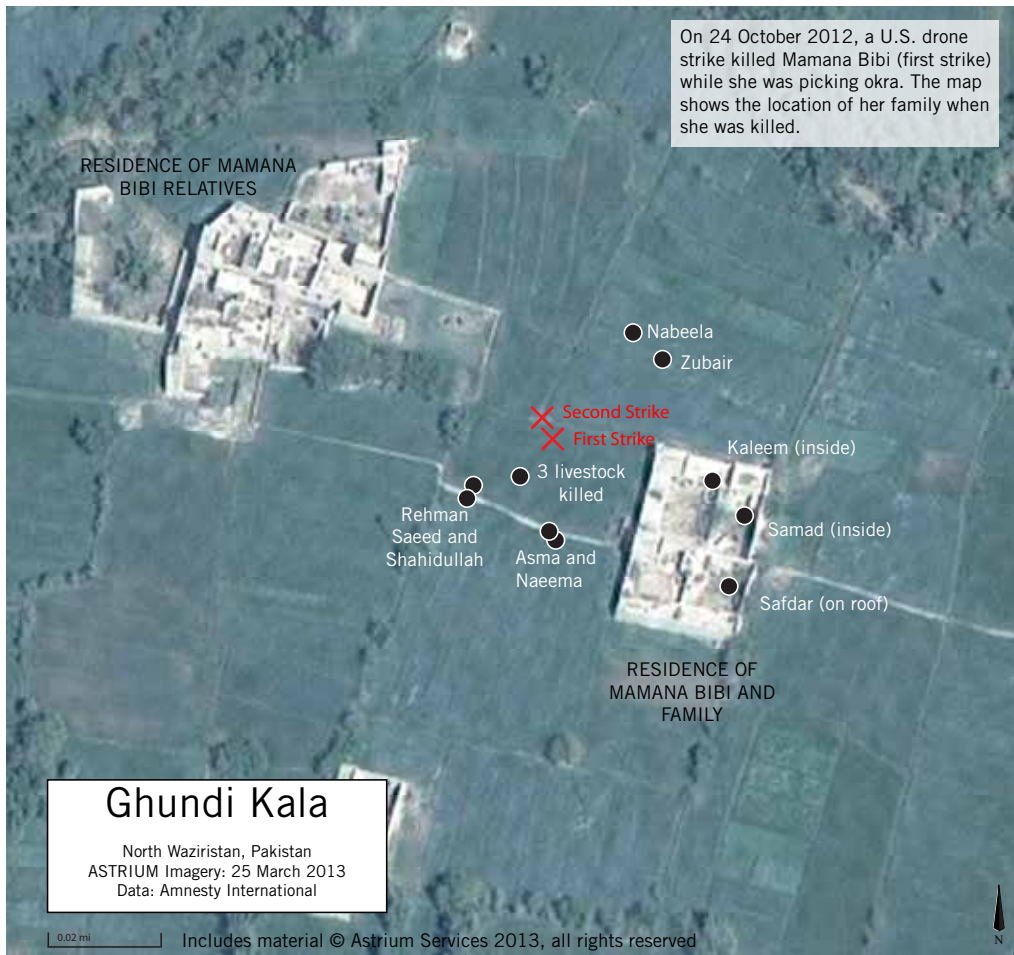 On 24 October 2012, a U.S. drone
strike killed Mamana Bibi (first strike)
while she was picking okra. The map
shows the location of her family when
she was killed.
RESIDENCE OF MAMANA
BIBI RELATIVES
Nabeela
Zubair
Second Strike
First Strike
Kaleem (inside)
3 livestock
killed
Rehman
Saeed and
Shahidullah
Samad (inside)
Asma and
Naeema
Safdar (on roof)
RESIDENCE OF
MAMANA BIBI AND
FAMILY
Ghundi Kala
North Waziristan, Pakistan
ASTRIUM Imagery: 25 March 2013
Data: Amnesty International
0.02 mi
Includes material © Astrium Services 2013, all rights reserved
N